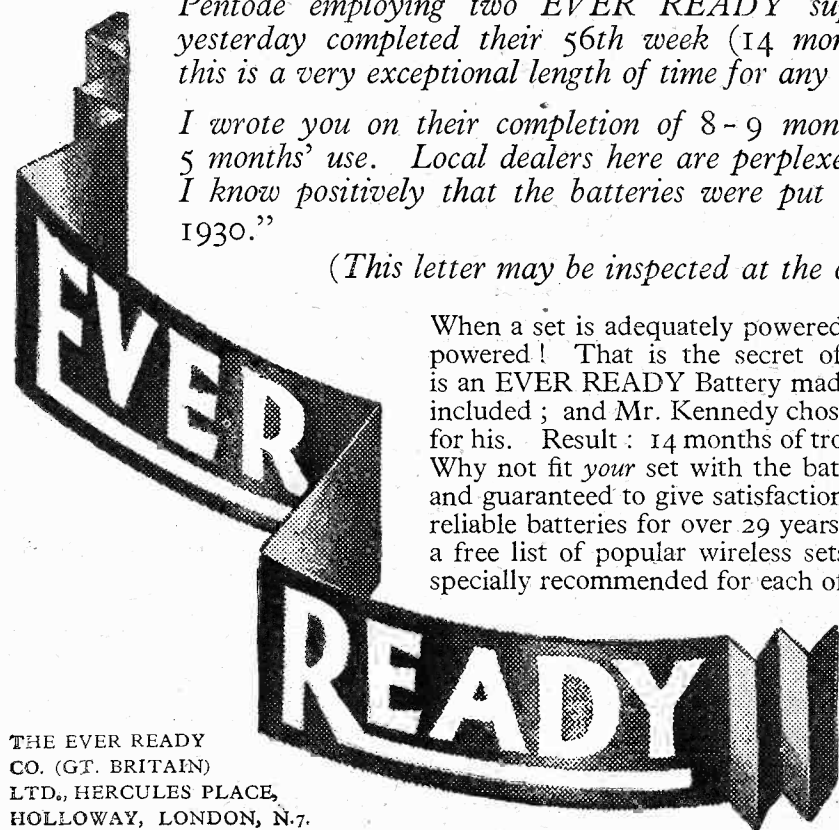 Pentode employing two EVER READY
yesterday completed their 56th week (14
this is a very exceptional length of time for any
I wrote you on their completion of 8-9
5 months' use. Local dealers here are
I know positively that the batteries were put
1930."
(This letter may be inspected at the
When a set is adequately powered
powered! That is the secret of
is an EVER READY Battery
included; and Mr. Kennedy
for his. Result: 14 months of
Why not fit your set with the
and guaranteed to give satisfaction
reliable batteries for over 29 years
a free list of popular wireless sets
specially recommended for each
EVER
READY
THE EVER READY
CO. (GT. BRITAIN)
LTD., HERCULES PLACE,
HOLLOWAY, LONDON, N.7.